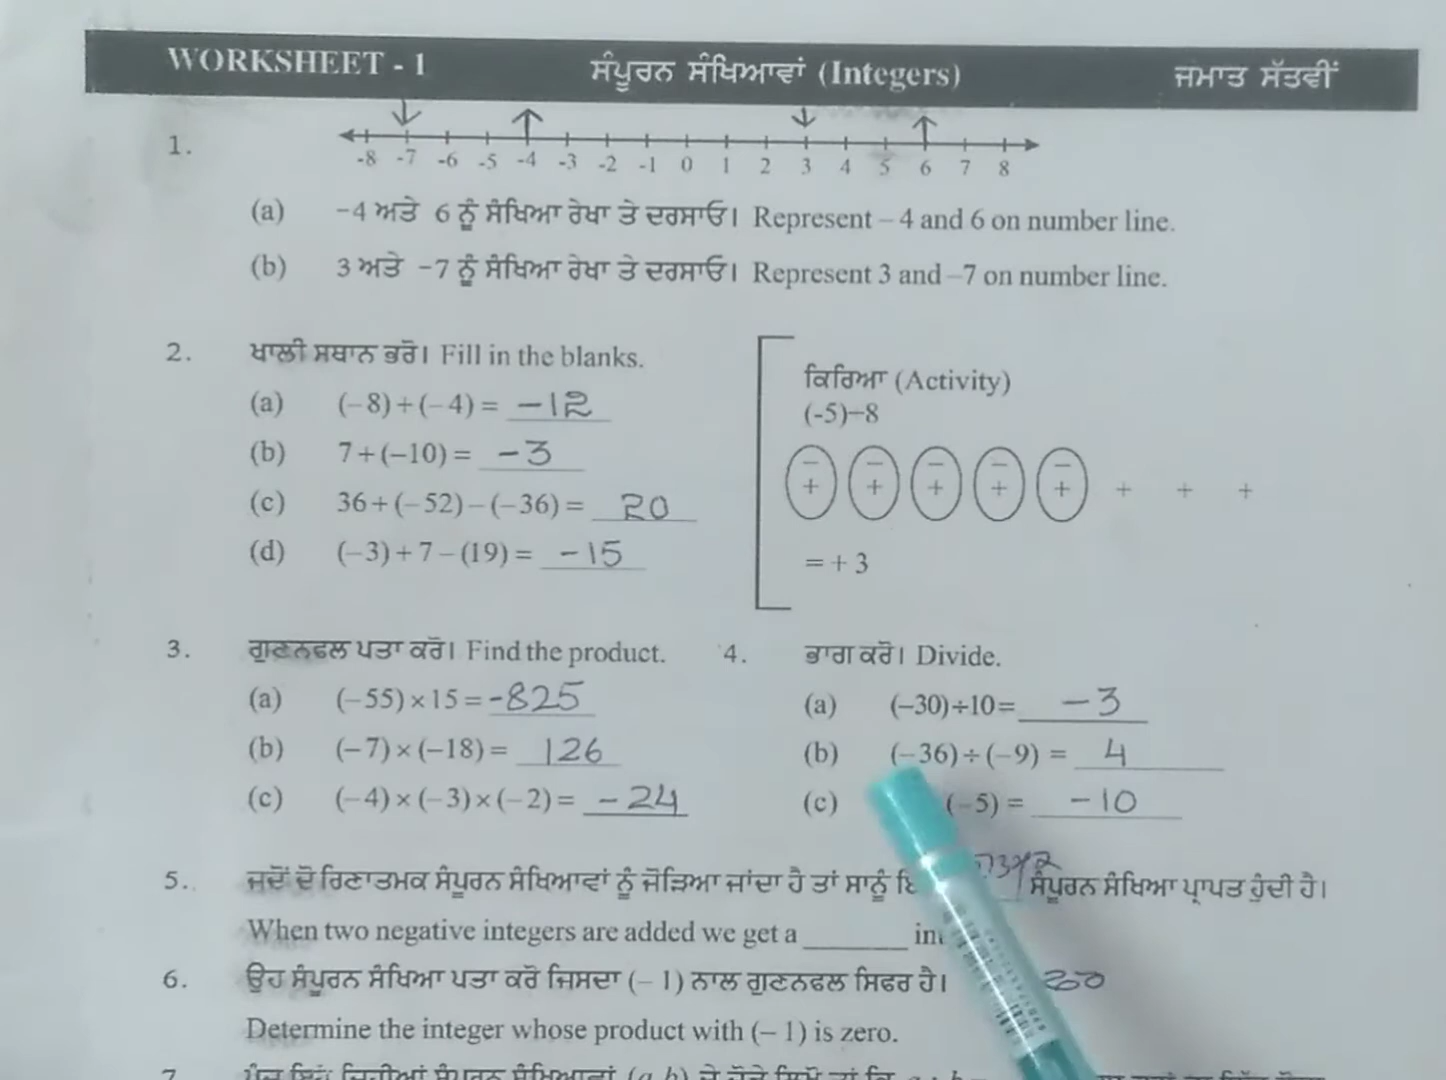 WORKSHEET - 1 ਸੰਪੂਰਨ ਸੰਖਿਆਵਾਂ (Integers) ਜਮਾਤ ਸੱਤਵੀਂ
1.
-8 -7 -6 -5 -4 -3 -2 -1 0 1 2 3 4 5 6 7 8
(a) -4 ਅਤੇ 6 ਨੂੰ ਸੰਖਿਆ ਰੇਖਾ ਤੇ ਦਰਸਾਓ। Represent – 4 and 6 on number line.
(b) 3 ਅਤੇ -7 ਨੂੰ ਸੰਖਿਆ ਰੇਖਾ ਤੇ ਦਰਸਾਓ। Represent 3 and –7 on number line.
2. ਖਾਲੀ ਸਥਾਨ ਭਰੋ। Fill in the blanks.
(a) (–8)+(–4)= -12
(b) 7+(–10)= -3
(c) 36+(–52)–(–36)= 20
(d) (–3)+7–(19)= -15
ਕਿਰਿਆ (Activity)
(-5)–8
– – – – –
+ + + + + + + +
= + 3
3. ਗੁਣਨਫਲ ਪਤਾ ਕਰੋ। Find the product.
(a) (–55)×15= -825
(b) (–7)×(–18)= 126
(c) (–4)×(–3)×(–2)= -24
4. ਭਾਗ ਕਰੋ। Divide.
(a) (–30)÷10= -3
(b) (–36)÷(–9) = 4
(c) (–5) = -10
5. ਜਦੋਂ ਦੋ ਰਿਣਾਤਮਕ ਸੰਪੂਰਨ ਸੰਖਿਆਵਾਂ ਨੂੰ ਜੋੜਿਆ ਜਾਂਦਾ ਹੈ ਤਾਂ ਸਾਨੂੰ ਸੰਪੂਰਨ ਸੰਖਿਆ ਪ੍ਰਾਪਤ ਹੁੰਦੀ ਹੈ।
When two negative integers are added we get a ________
6. ਉਹ ਸੰਪੂਰਨ ਸੰਖਿਆ ਪਤਾ ਕਰੋ ਜਿਸਦਾ (– 1) ਨਾਲ ਗੁਣਨਫਲ ਸਿਫਰ ਹੈ।
Determine the integer whose product with (– 1) is zero.
7.